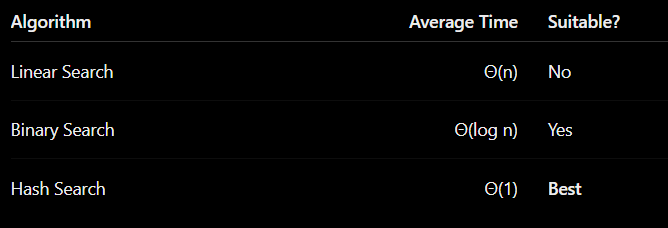 Algorithm Average Time Suitable?
Linear Search Θ(n) No
Binary Search Θ(log n) Yes
Hash Search Θ(1) Best